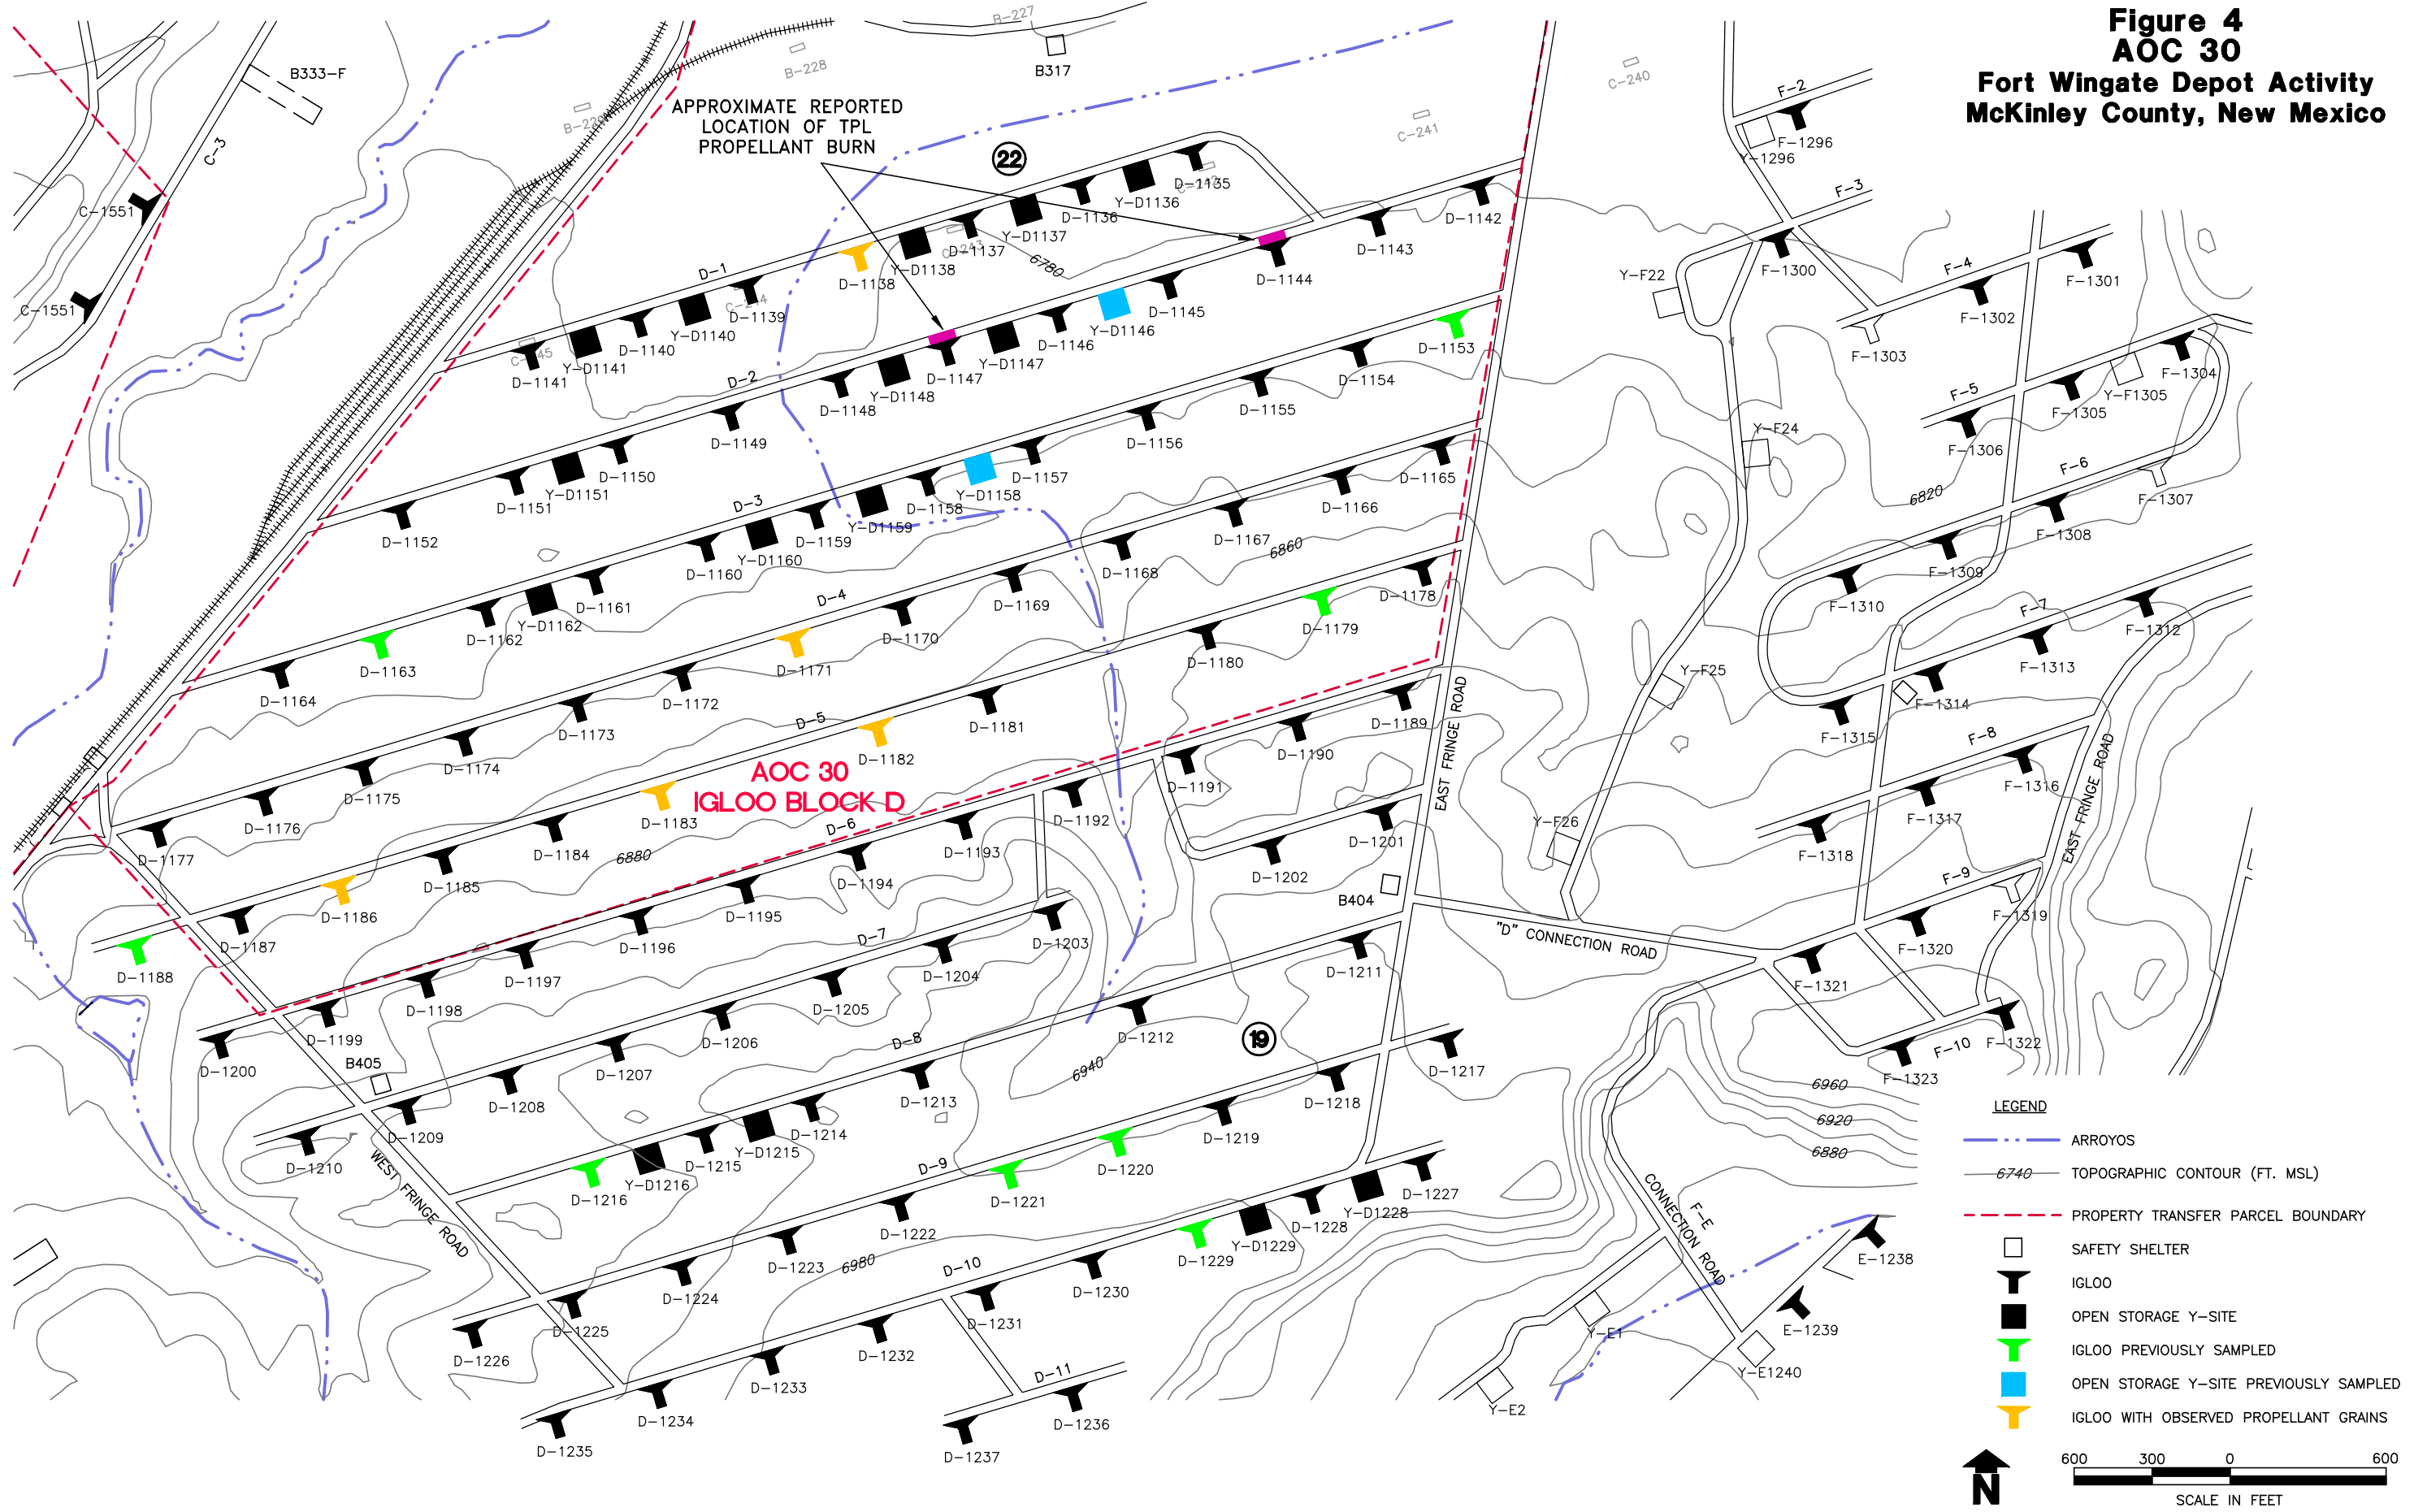 Figure 4
AOC 30
Fort Wingate Depot Activity
McKinley County, New Mexico
B-227
B317
B-228
B-229
B333-F
C-3
C-1551
C-1551
C-240
C-241
C-243
C-244
C-245
APPROXIMATE REPORTED
LOCATION OF TPL
PROPELLANT BURN
22
F-2
F-1296
Y-1296
F-3
D-1135
Y-D1136
D-1136
Y-D1137
D-1137
Y-D1138
D-1138
D-1
D-1139
Y-D1140
D-1140
Y-D1141
D-1141
6780
D-1142
D-1143
D-1144
D-1145
Y-D1146
D-1146
Y-D1147
D-1147
Y-D1148
D-1148
D-2
D-1149
D-1150
Y-D1151
D-1151
D-1152
Y-F22
F-1300
F-4
F-1301
F-1302
F-1303
F-1304
Y-F1305
F-5
F-1305
F-1306
Y-F24
F-6
F-1307
6820
F-1308
F-1309
F-1310
D-1153
D-1154
D-1155
D-1156
D-1157
Y-D1158
D-1158
Y-D1159
D-1159
D-3
Y-D1160
D-1160
D-1161
Y-D1162
D-1162
D-1163
D-1164
D-1165
D-1166
D-1167
6860
D-1168
D-1169
D-4
D-1170
D-1171
D-1172
D-1173
D-1174
D-1175
D-1176
D-1177
D-1178
D-1179
D-1180
D-1181
D-5
D-1182
D-1183
D-1184
D-1185
D-1186
D-1187
D-1188
AOC 30
IGLOO BLOCK D
6880
D-6
F-7
F-1312
F-1313
F-1314
F-1315
Y-F25
F-8
F-1316
F-1317
F-1318
EAST FRINGE ROAD
EAST FRINGE ROAD
Y-F26
F-9
F-1319
F-1320
F-1321
F-10
F-1322
F-1323
D-1189
D-1190
D-1191
D-1192
D-1193
D-1194
D-1195
D-1196
D-1197
D-1198
D-1199
D-1200
D-1201
D-1202
B404
"D" CONNECTION ROAD
D-7
D-1203
D-1204
D-1205
D-1206
D-1207
D-1208
D-1209
D-1210
B405
WEST FRINGE ROAD
D-8
D-1211
D-1212
D-1213
D-1214
Y-D1215
D-1215
Y-D1216
D-1216
19
6940
D-9
D-1217
D-1218
D-1219
D-1220
D-1221
D-1222
D-1223
D-1224
D-1225
D-1226
6980
D-10
D-1227
Y-D1228
D-1228
Y-D1229
D-1229
D-1230
D-1231
D-1232
D-1233
D-1234
D-1235
D-11
D-1236
D-1237
6960
6920
6880
F-E
CONNECTION ROAD
E-1238
E-1239
Y-E1240
Y-E1
Y-E2
LEGEND
ARROYOS
6740
TOPOGRAPHIC CONTOUR (FT. MSL)
PROPERTY TRANSFER PARCEL BOUNDARY
SAFETY SHELTER
IGLOO
OPEN STORAGE Y-SITE
IGLOO PREVIOUSLY SAMPLED
OPEN STORAGE Y-SITE PREVIOUSLY SAMPLED
IGLOO WITH OBSERVED PROPELLANT GRAINS
N
600 300 0 600
SCALE IN FEET